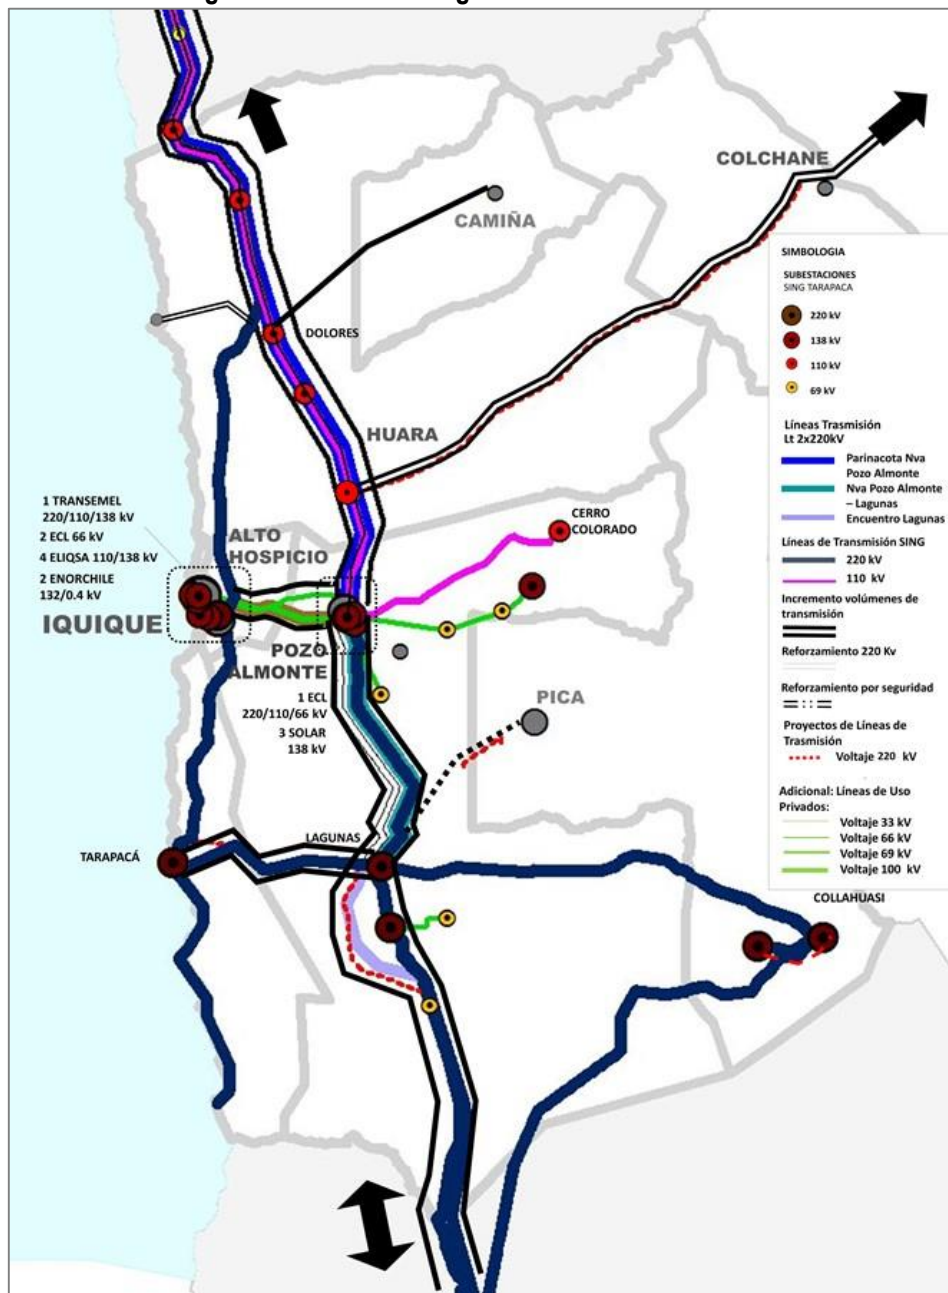 COLCHANE
CAMIÑA
DOLORES
HUARA
1 TRANSEMEL
220/110/138 kV
2 ECL 66 kV
4 ELIQSA 110/138 kV
2 ENORCHILE
132/0.4 kV
ALTO
HOSPICIO
CERRO
COLORADO
IQUIQUE
POZO
ALMONTE
1 ECL
220/110/66 kV
3 SOLAR
138 kV
PICA
LAGUNAS
TARAPACÁ
COLLAHUASI
SIMBOLOGIA
SUBESTACIONES
SING TARAPACA
220 kV
138 kV
110 kV
69 kV
Líneas Trasmisión
Lt 2x220kV
Parinacota Nva
Pozo Almonte
Nva Pozo Almonte
– Lagunas
Encuentro Lagunas
Líneas de Transmisión SING
220 kV
110 kV
Incremento volúmenes de
transmisión
Reforzamiento 220 Kv
Reforzamiento por seguridad
Proyectos de Líneas de
Trasmisión
Voltaje 220 kV
Adicional: Líneas de Uso
Privados:
Voltaje 33 kV
Voltaje 66 kV
Voltaje 69 kV
Voltaje 100 kV